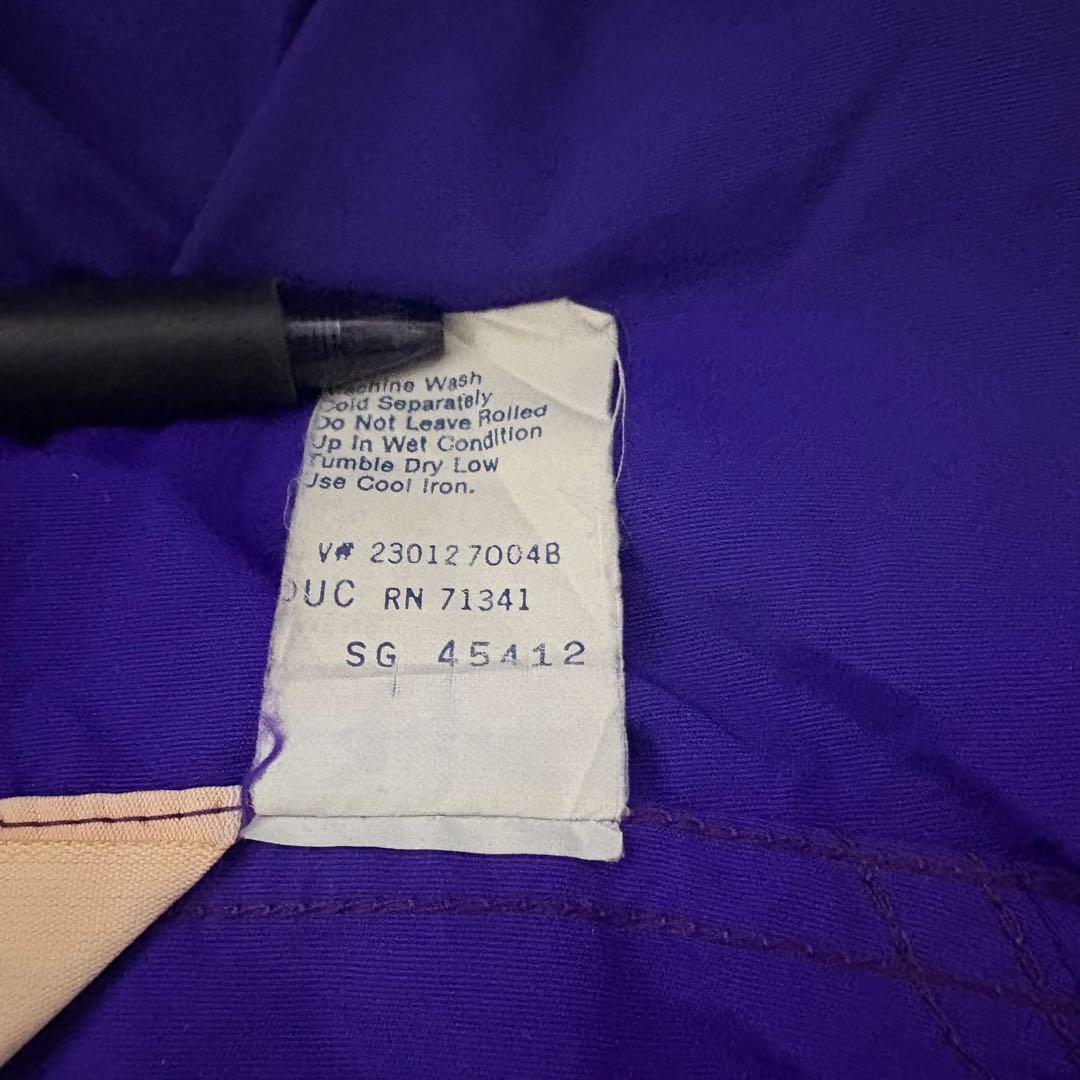 Machine Wash
Cold Separately
Do Not Leave Rolled
Up In Wet Condition
Tumble Dry Low
Use Cool Iron.
V# 230127004B
OUC RN 71341
SG 45412